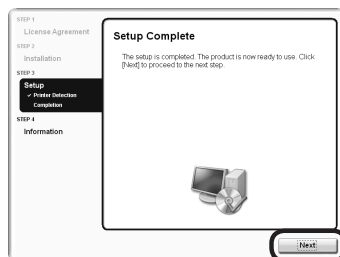 STEP 1
License Agreement
STEP 2
Installation
STEP 3
Setup
✓ Printer Detection
Completion
STEP 4
Information
Setup Complete
The setup is completed. The product is now ready to use. Click
[Next] to proceed to the next step.
Next